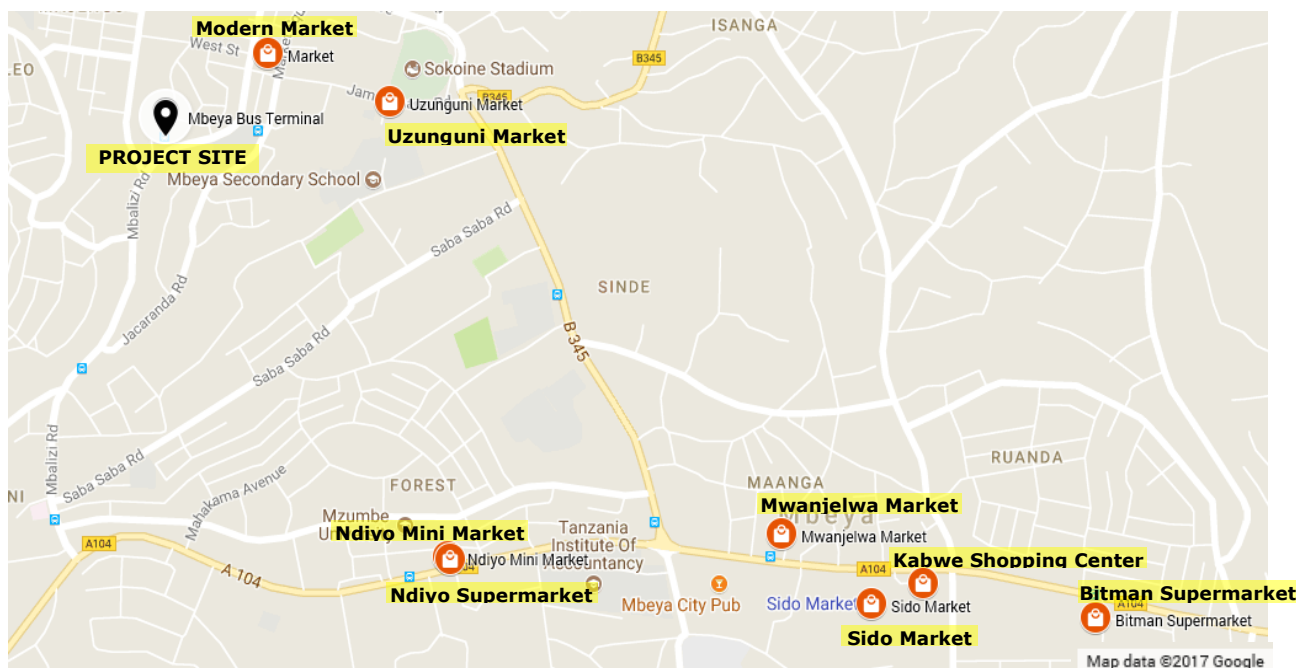 Modern Market
ISANGA
West St
Market
B345
Sokoine Stadium
B345
Uzunguni Market
Mbeya Bus Terminal
Uzunguni Market
PROJECT SITE
Mbeya Secondary School
Mbalizi Rd
Saba Saba Rd
SINDE
Jacaranda Rd
B 345
Saba Saba Rd
Mbalizi Rd
Saba Saba Rd
RUANDA
Mahakama Avenue
FOREST
MAANGA
Mwanjelwa Market
Mbeya
Mzumbe
Ndiyo Mini Market
Tanzania
Institute Of
Mwanjelwa Market
A104
Ndiyo Mini Market
Kabwe Shopping Center
A 104
A104
Ndiyo Supermarket
Mbeya City Pub
Sido Market
Sido Market
Bitman Supermarket
A104
Bitman Supermarket
Sido Market
Map data ©2017 Google